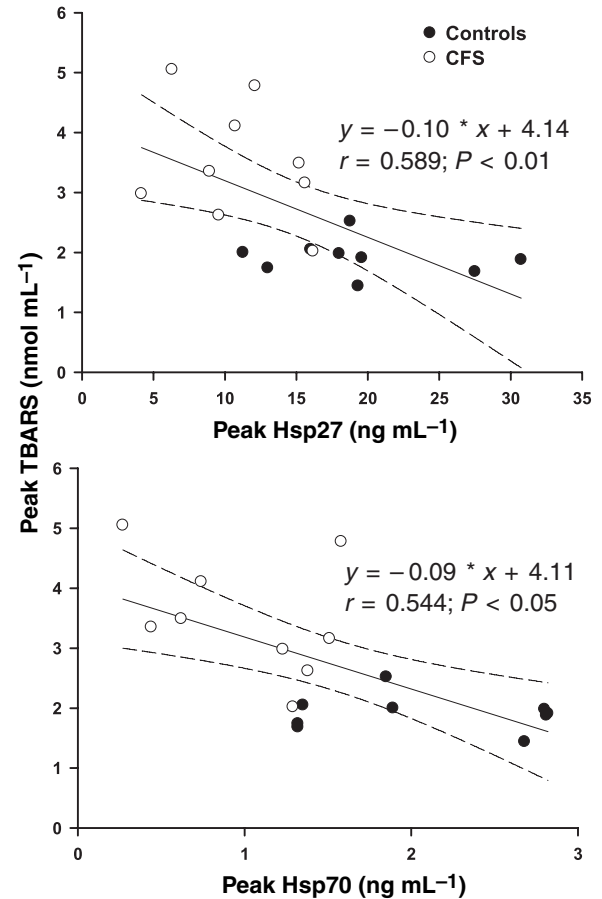 6
5
4
3
2
1
0
0 5 10 15 20 25 30 35
Controls
CFS
y = −0.10 * x + 4.14
r = 0.589; P < 0.01
Peak Hsp27 (ng mL−1)
Peak TBARS (nmol mL−1)
6
5
4
3
2
1
0
0 1 2 3
y = −0.09 * x + 4.11
r = 0.544; P < 0.05
Peak Hsp70 (ng mL−1)